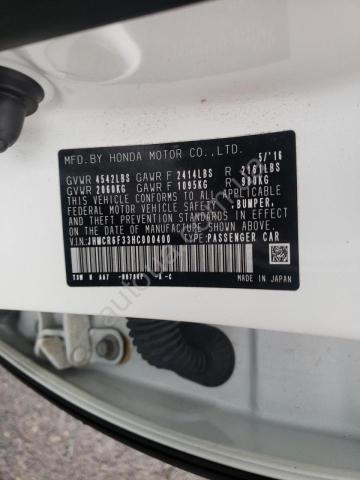 MFD.BY HONDA MOTOR CO.,LTD. 5/'16
GVWR 4542LBS GAWR F 2414LBS GAWR R 2161LBS
GVWR 2060KG GAWR F 1095KG GAWR R 980KG
THIS VEHICLE CONFORMS TO ALL APPLICABLE
FEDERAL MOTOR VEHICLE SAFETY, BUMPER,
AND THEFT PREVENTION STANDARDS IN
EFFECT ON THE DATE OF MANUFACTURE
SHOWN ABOVE.
V.I.N: JHMCR6F33HC000400 TYPE:PASSENGER CAR
MADE IN JAPAN